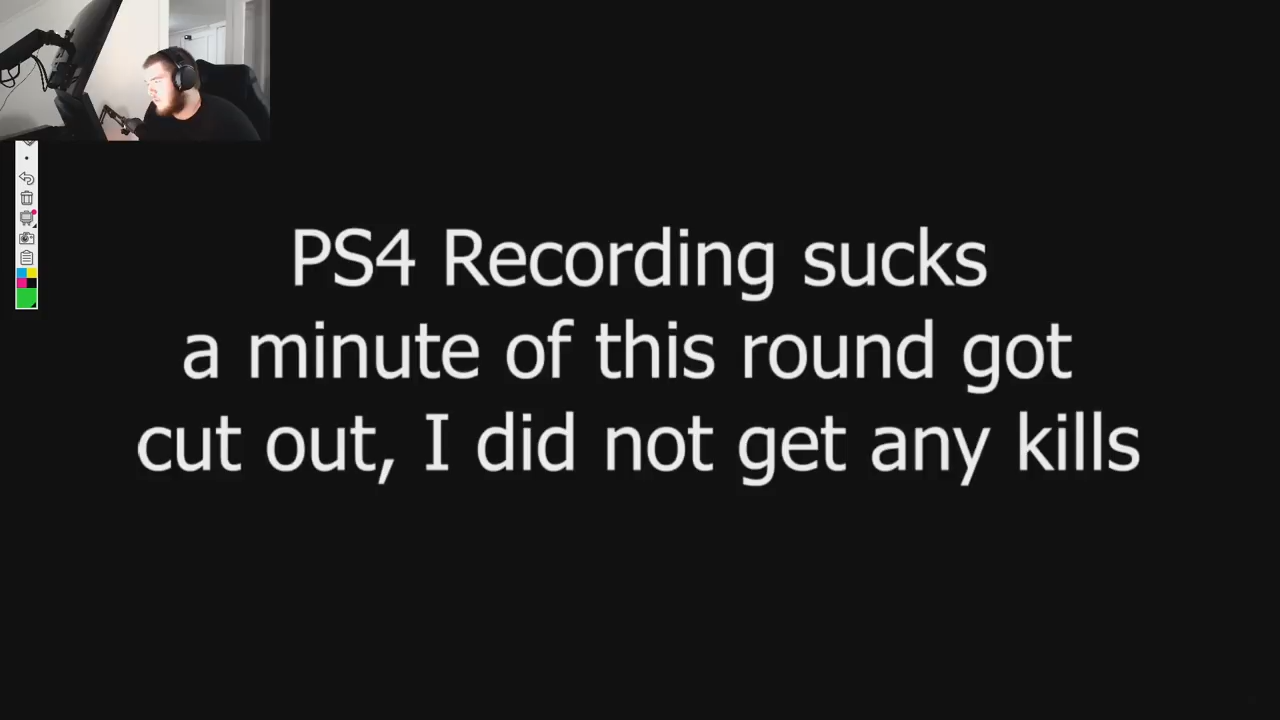 PS4 Recording sucks
a minute of this round got
cut out, I did not get any kills